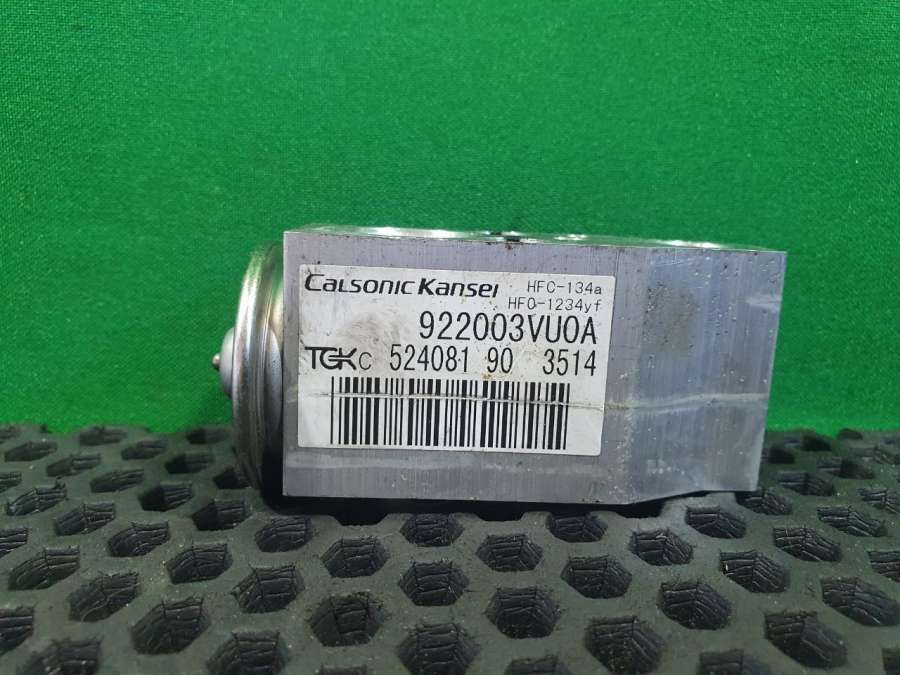 Calsonic Kansei HFC-134a
HFO-1234yf
922003VU0A
TGK C 524081 90 3514